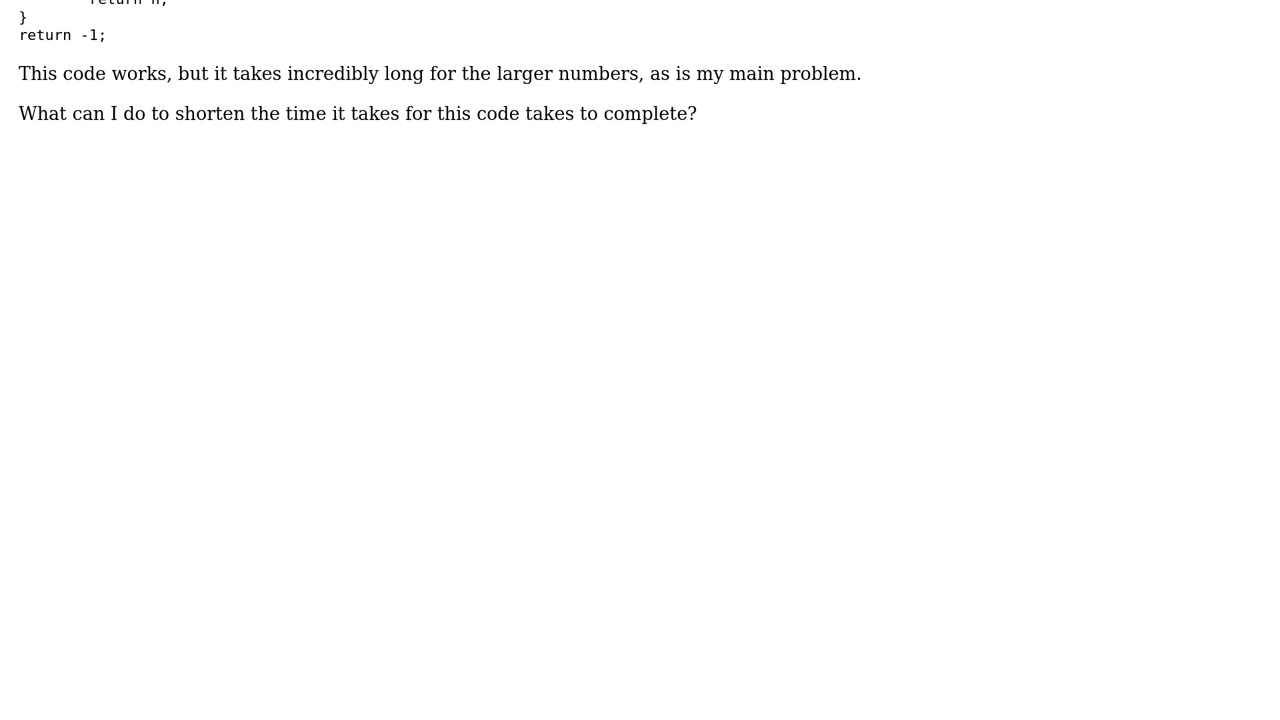 return n;
}
return -1;
This code works, but it takes incredibly long for the larger numbers, as is my main problem.
What can I do to shorten the time it takes for this code takes to complete?